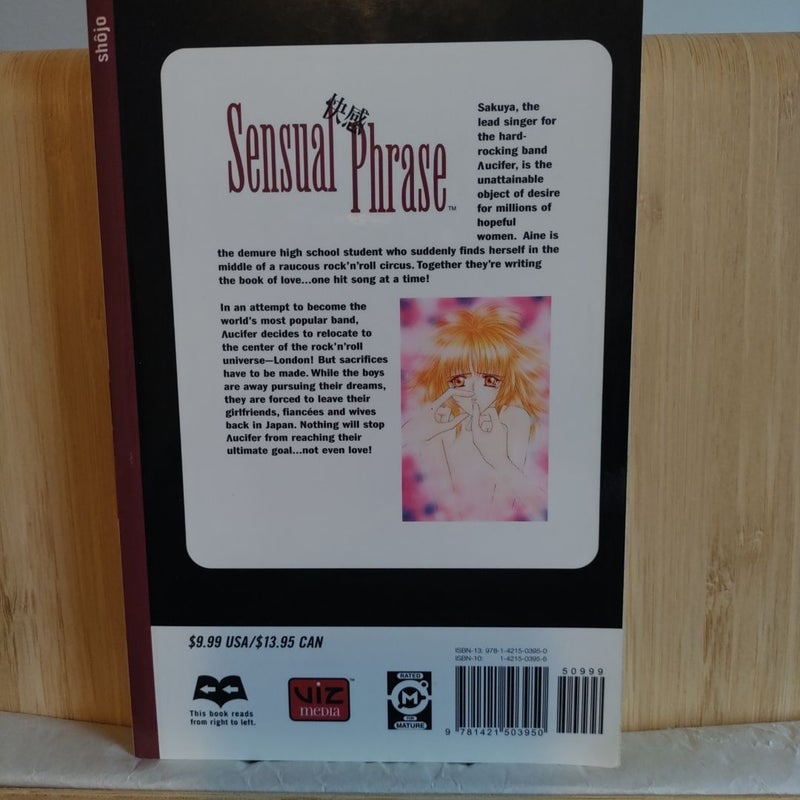 shôjo
快感
Sensual
Phrase™
Sakuya, the
lead singer for
the hard-
rocking band
Λucifer, is the
unattainable
object of desire
for millions of
hopeful
women. Aine is
the demure high school student who suddenly finds herself in the
middle of a raucous rock'n'roll circus. Together they're writing
the book of love...one hit song at a time!
In an attempt to become the
world's most popular band,
Λucifer decides to relocate to
the center of the rock'n'roll
universe—London! But sacrifices
have to be made. While the boys
are away pursuing their dreams,
they are forced to leave their
girlfriends, fiancées and wives
back in Japan. Nothing will stop
Λucifer from reaching their
ultimate goal...not even love!
$9.99 USA/$13.95 CAN
This book reads
from right to left.
VIZ
MEDIA
™
RATED
M
FOR
MATURE
ISBN-13: 978-1-4215-0395-0
ISBN-10: 1-4215-0395-6
50999
9 781421 503950